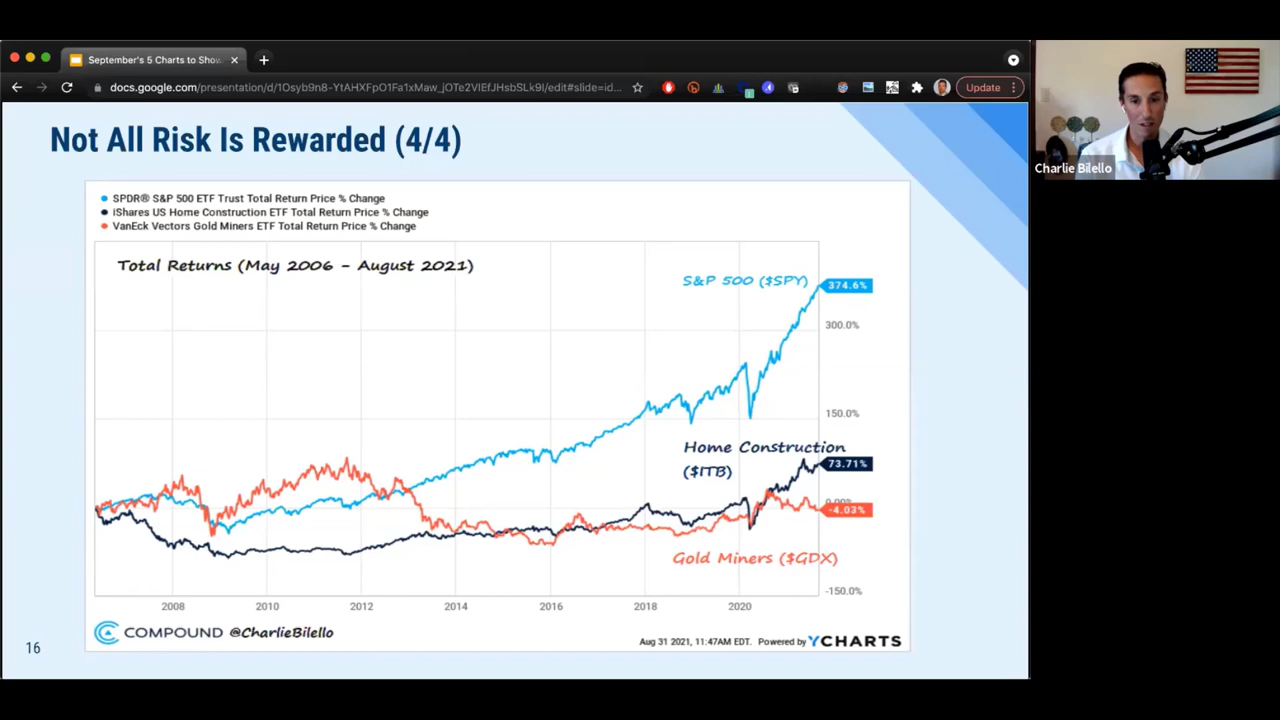 September's 5 Charts to Show
docs.google.com/presentation/d/1Osyb9n8-YtAHXFpO1Fa1xMaw_jOTe2VIEfJHsbSLk9I/edit#slide=id...
Update
Charlie Bilello
Not All Risk Is Rewarded (4/4)
SPDR® S&P 500 ETF Trust Total Return Price % Change
iShares US Home Construction ETF Total Return Price % Change
VanEck Vectors Gold Miners ETF Total Return Price % Change
Total Returns (May 2006 - August 2021)
S&P 500 ($SPY)
374.6%
300.0%
150.0%
Home Construction
($ITB)
73.71%
0.00%
-4.03%
Gold Miners ($GDX)
-150.0%
2008 2010 2012 2014 2016 2018 2020
COMPOUND @CharlieBilello
Aug 31 2021, 11:47AM EDT. Powered by YCHARTS
16